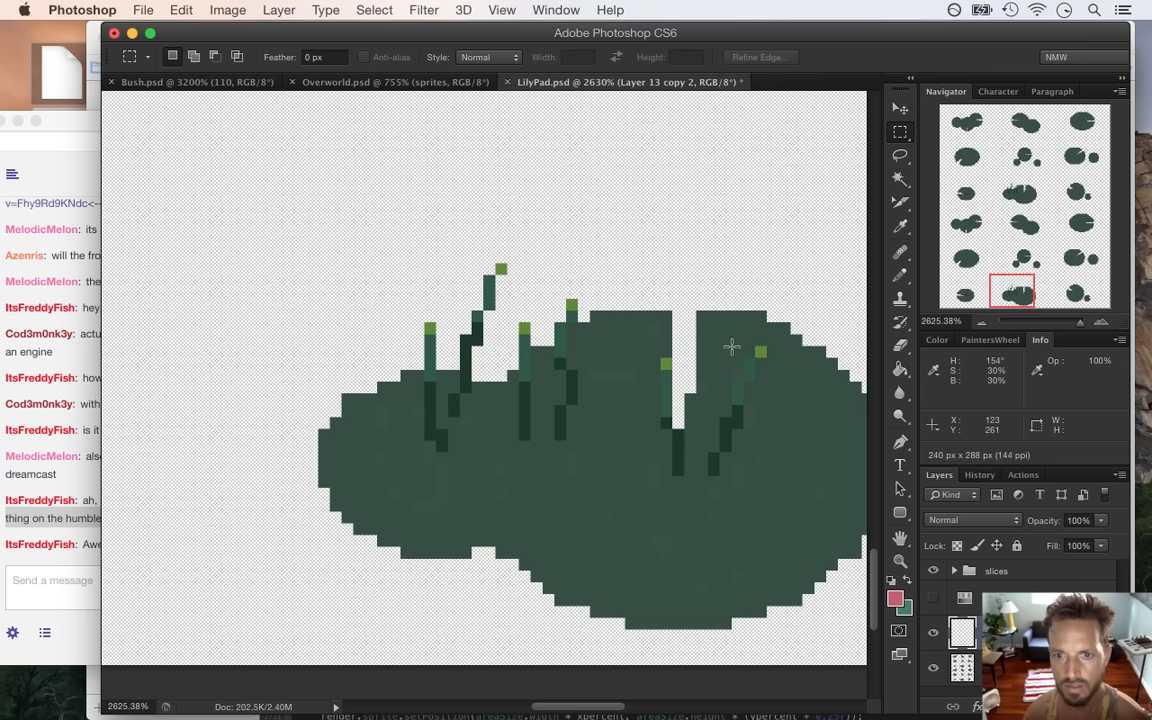 Photoshop File Edit Image Layer Type Select Filter 3D View Window Help
Adobe Photoshop CS6
Feather: 0 px Anti-alias Style: Normal Width: Height: Refine Edge... NMW
× Bush.psd @ 3200% (110, RGB/8*) × Overworld.psd @ 755% (sprites, RGB/8*) × LilyPad.psd @ 2630% (Layer 13 copy 2, RGB/8*) *
Navigator Character Paragraph
v=Fhy9Rd9KNdc<--
MelodicMelon: its
Azenris: will the fro
MelodicMelon: the
ItsFreddyFish: hey
Cod3m0nk3y: actu
an engine
ItsFreddyFish: how
Cod3m0nk3y: with
ItsFreddyFish: is it
MelodicMelon: also
dreamcast
ItsFreddyFish: ah,
thing on the humble
ItsFreddyFish: Awe
Send a message
2625.38%
Color PaintersWheel Info
H: 154°
S: 30%
B: 30%
Op: 100%
X: 123
Y: 261
W:
H:
240 px x 288 px (144 ppi)
Layers History Actions
Kind
Normal Opacity: 100%
Lock: Fill: 100%
slices
fx
2625.38% Doc: 202.5K/2.40M